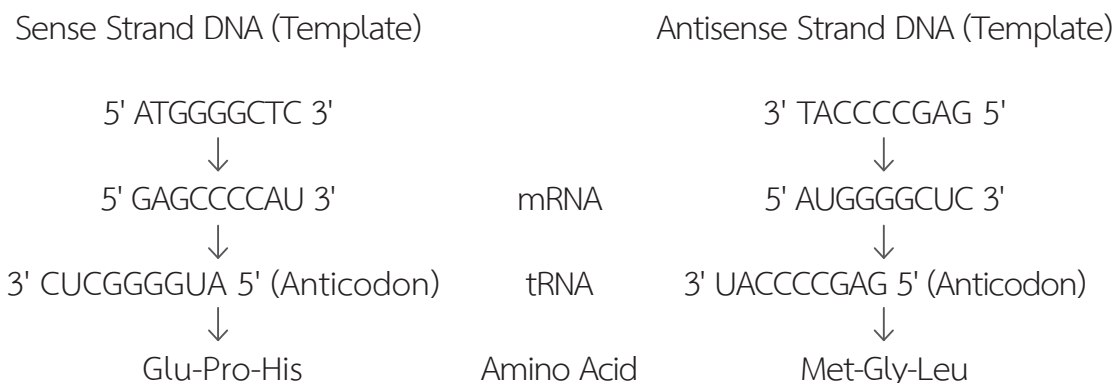 Sense Strand DNA (Template) Antisense Strand DNA (Template)
5' ATGGGGCTC 3' 3' TACCCCGAG 5'
5' GAGCCCCAU 3' mRNA 5' AUGGGGCUC 3'
3' CUCGGGGUA 5' (Anticodon) tRNA 3' UACCCCGAG 5' (Anticodon)
Glu-Pro-His Amino Acid Met-Gly-Leu